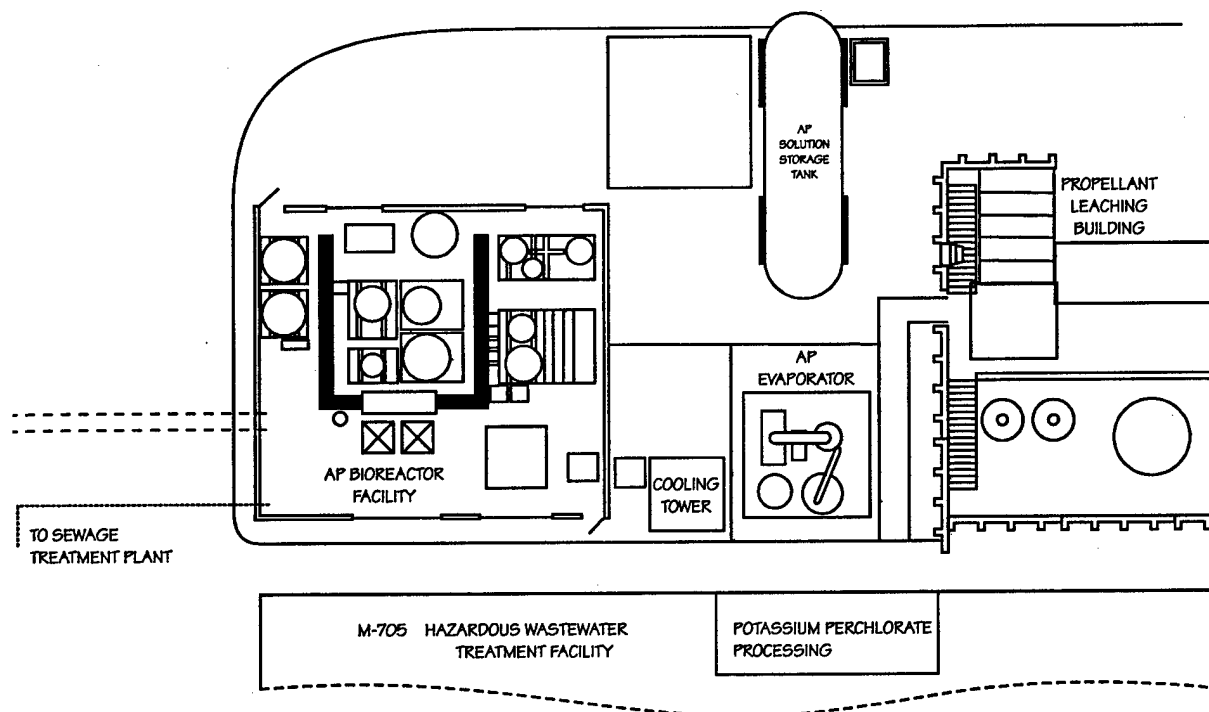 AP
SOLUTION
STORAGE
TANK
PROPELLANT
LEACHING
BUILDING
AP
EVAPORATOR
AP BIOREACTOR
FACILITY
COOLING
TOWER
TO SEWAGE
TREATMENT PLANT
M-705 HAZARDOUS WASTEWATER
TREATMENT FACILITY
POTASSIUM PERCHLORATE
PROCESSING